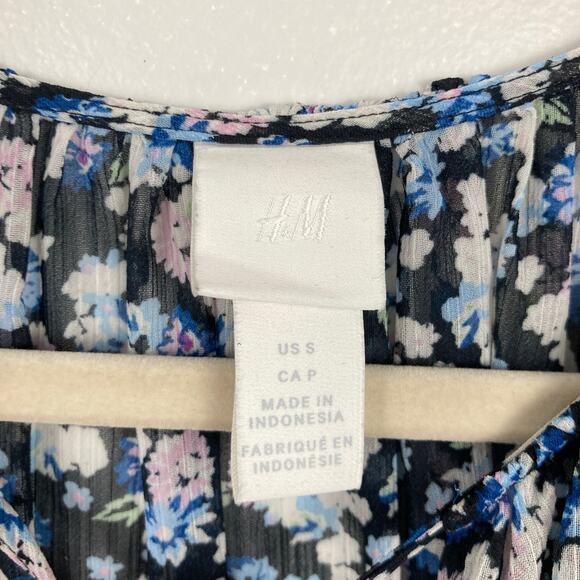 H&M
US S
CA P
MADE IN
INDONESIA
FABRIQUÉ EN
INDONÉSIE